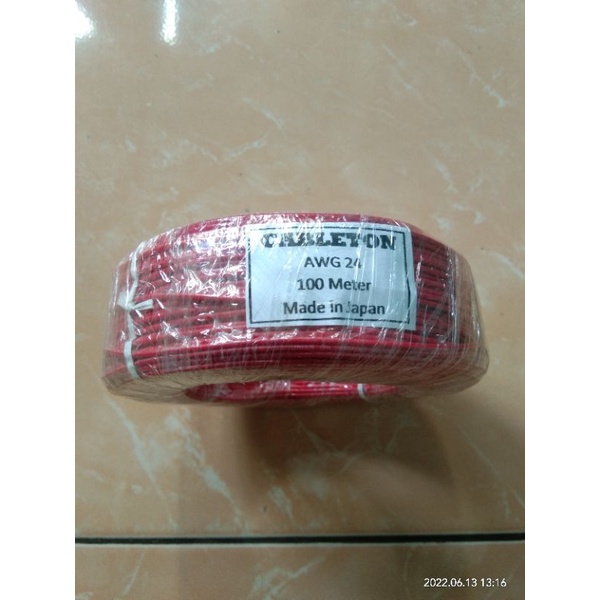 CABLETON
AWG 24
100 Meter
Made in Japan
2022.06.13 13:16